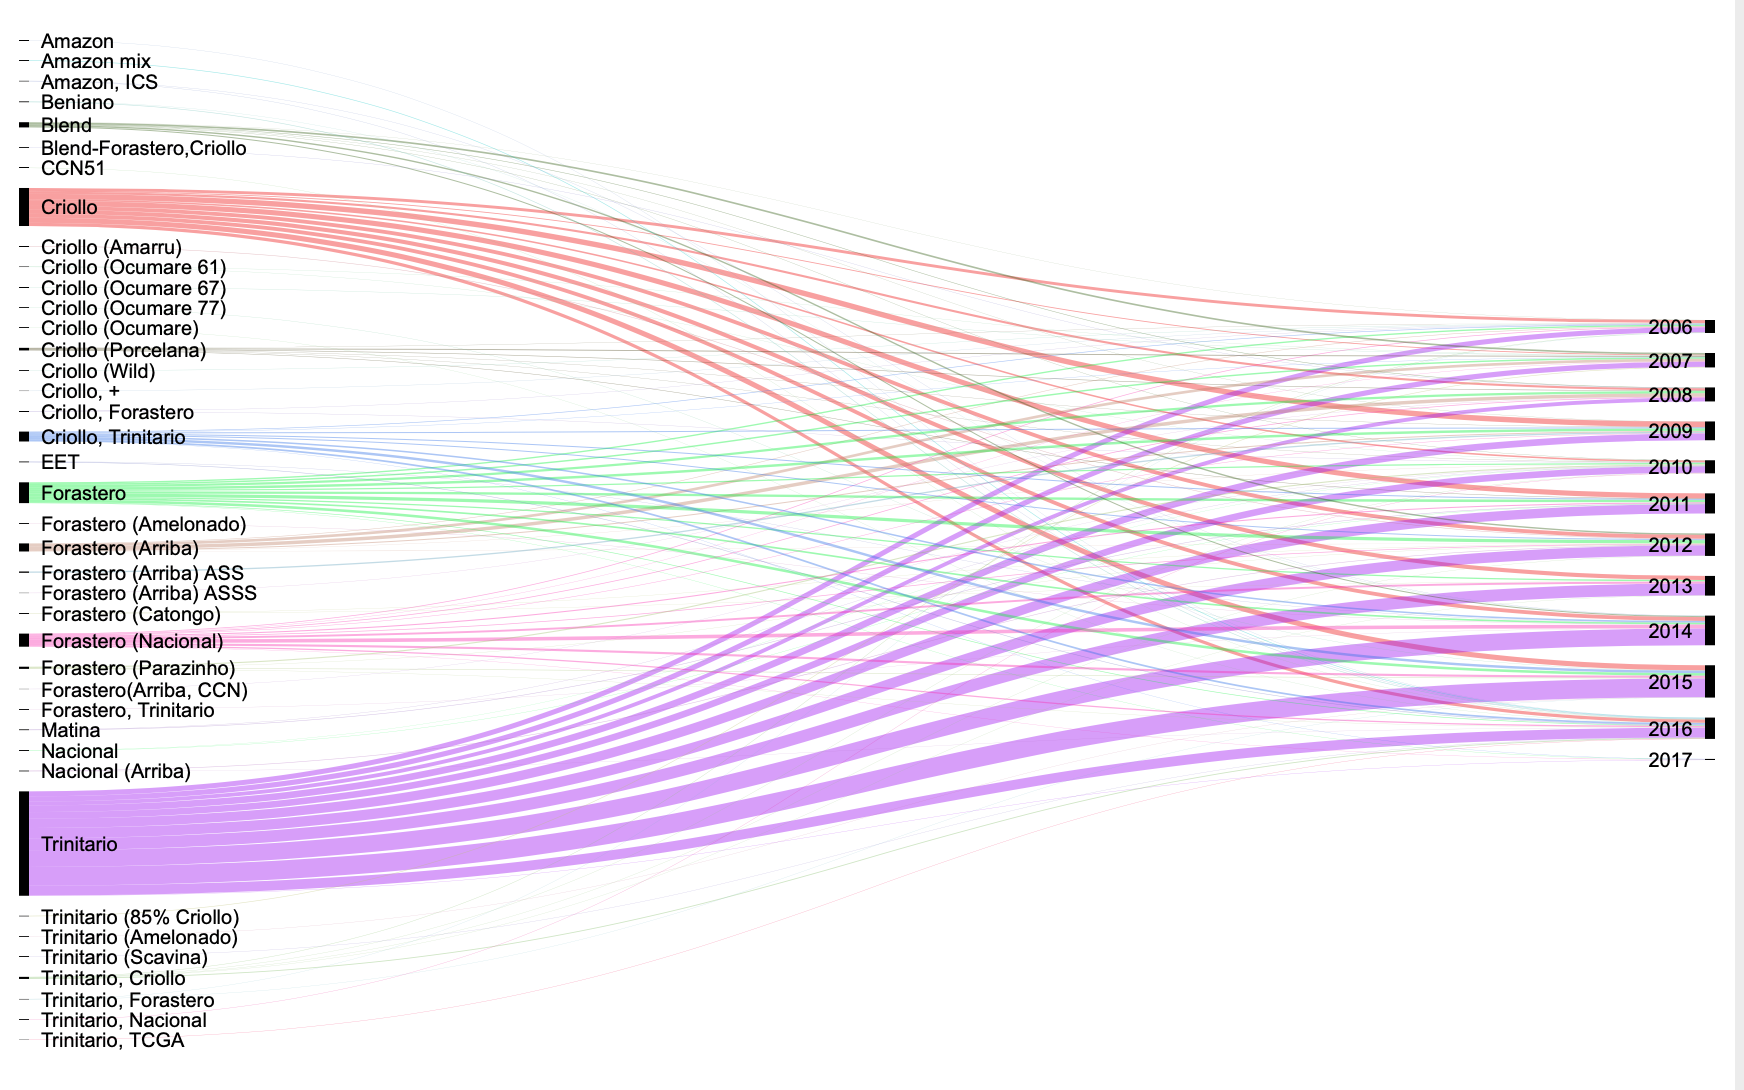 Amazon
Amazon mix
Amazon, ICS
Beniano
Blend
Blend-Forastero,Criollo
CCN51
Criollo
Criollo (Amarru)
Criollo (Ocumare 61)
Criollo (Ocumare 67)
Criollo (Ocumare 77)
Criollo (Ocumare)
Criollo (Porcelana)
Criollo (Wild)
Criollo, +
Criollo, Forastero
Criollo, Trinitario
EET
Forastero
Forastero (Amelonado)
Forastero (Arriba)
Forastero (Arriba) ASS
Forastero (Arriba) ASSS
Forastero (Catongo)
Forastero (Nacional)
Forastero (Parazinho)
Forastero(Arriba, CCN)
Forastero, Trinitario
Matina
Nacional
Nacional (Arriba)
Trinitario
Trinitario (85% Criollo)
Trinitario (Amelonado)
Trinitario (Scavina)
Trinitario, Criollo
Trinitario, Forastero
Trinitario, Nacional
Trinitario, TCGA
2006
2007
2008
2009
2010
2011
2012
2013
2014
2015
2016
2017